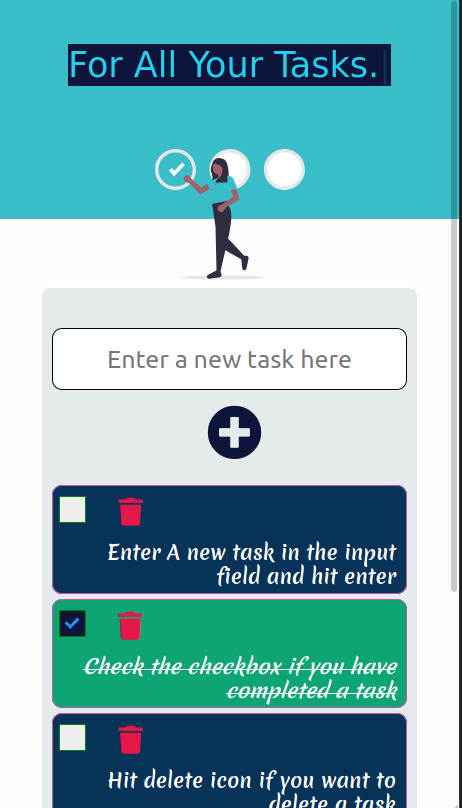 For All Your Tasks.
Enter a new task here
Enter A new task in the input
field and hit enter
Check the checkbox if you have
completed a task
Hit delete icon if you want to
delete a task